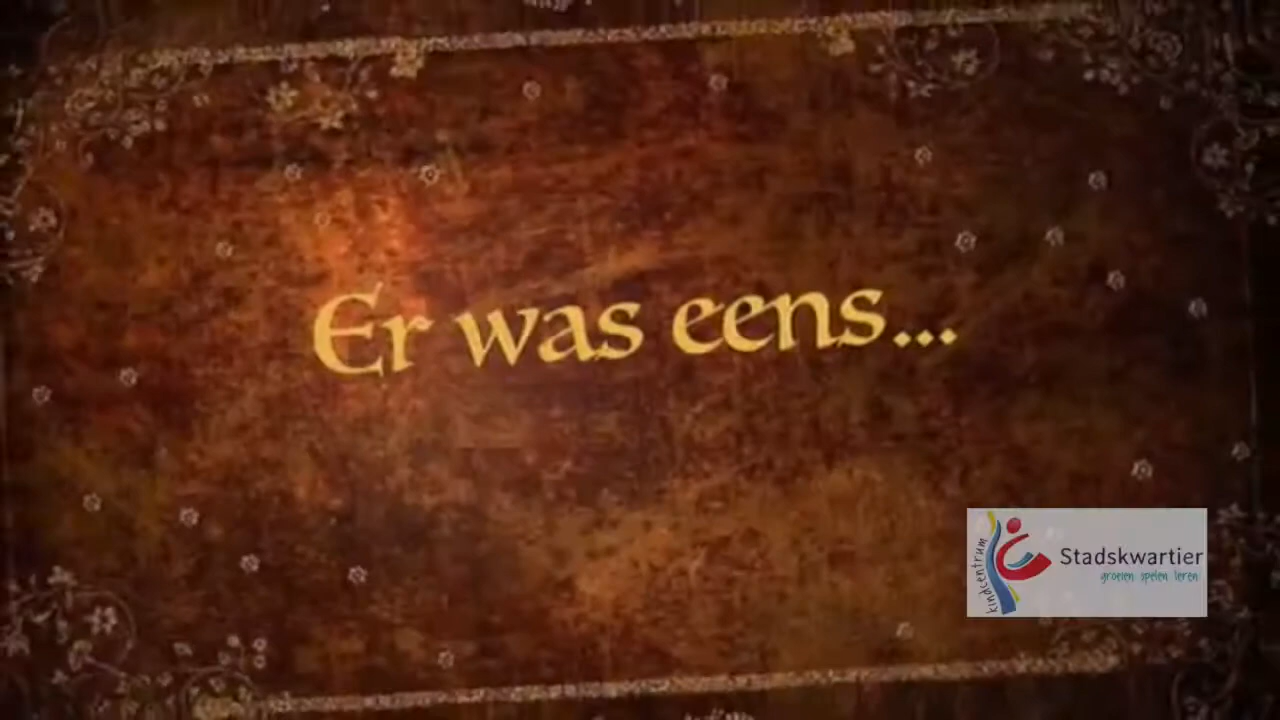 Er was eens...
kindcentrum
Stadskwartier
groeien spelen leren